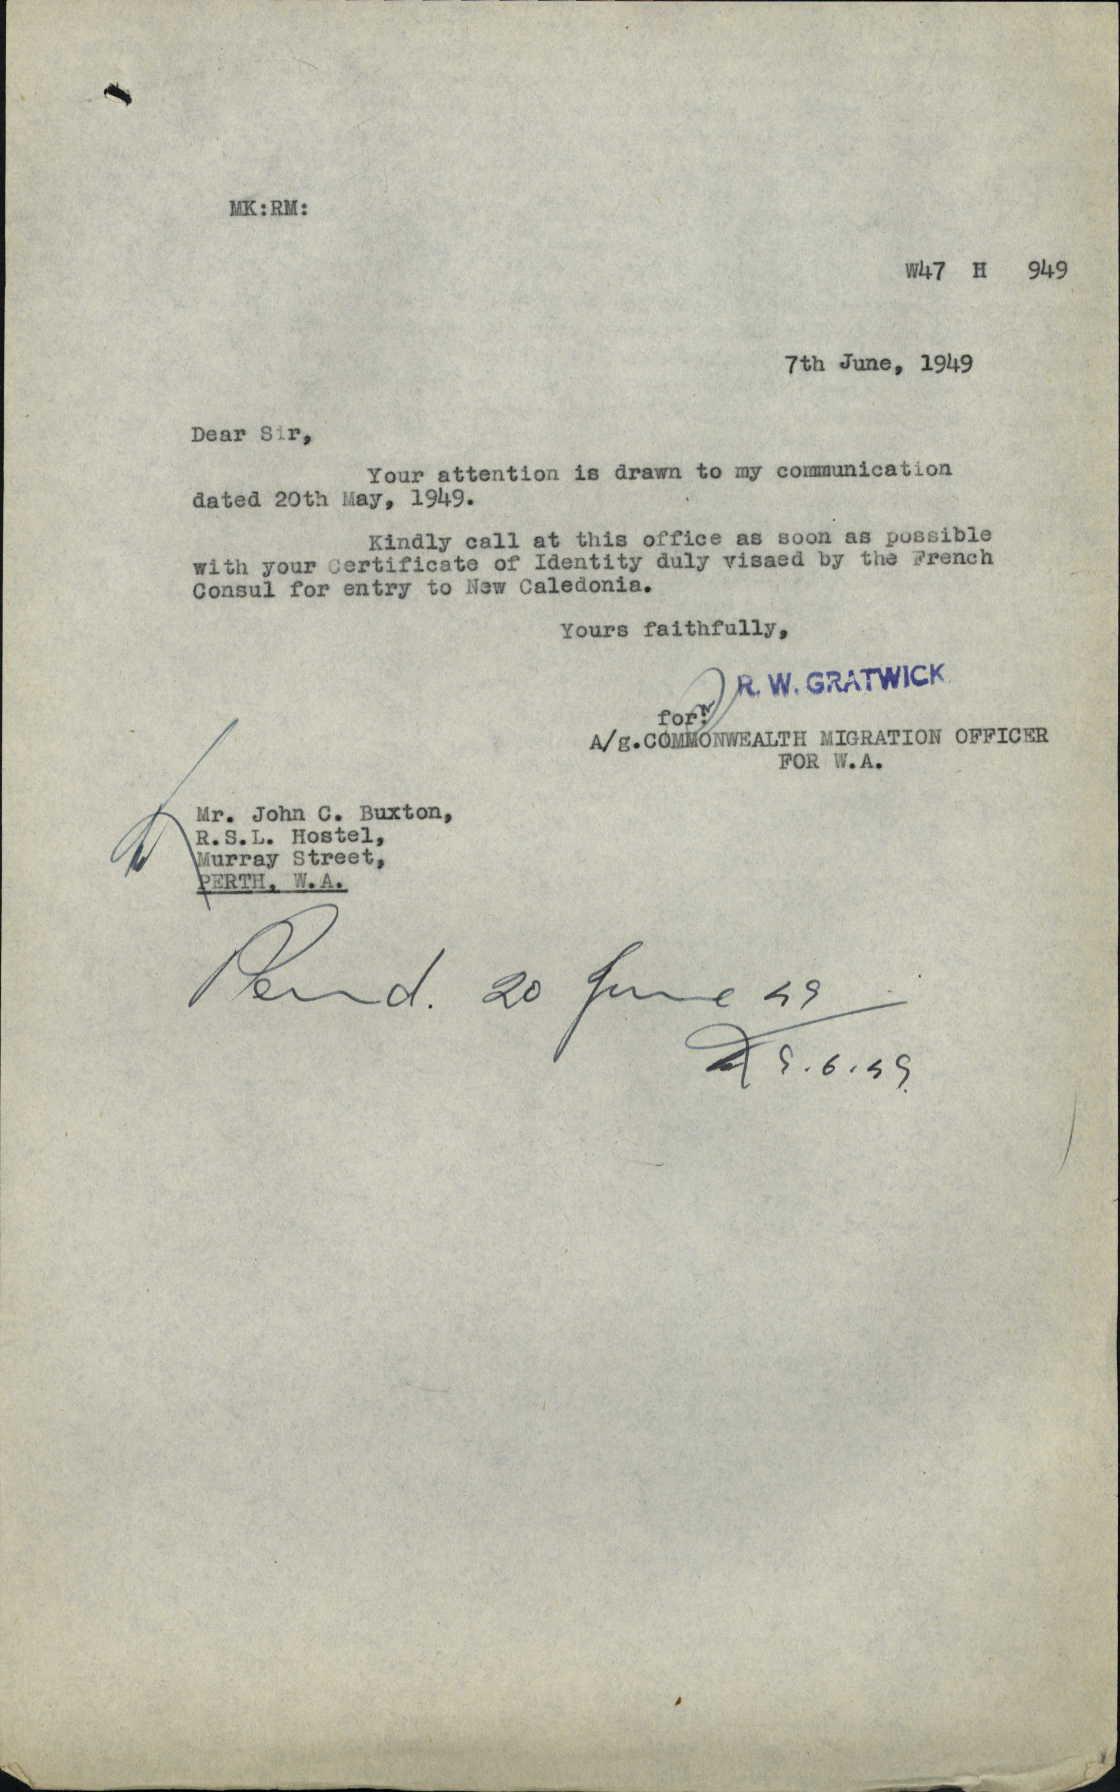 MK:RM:
W47 H 949
7th June, 1949
Dear Sir,
Your attention is drawn to my communication
dated 20th May, 1949.
Kindly call at this office as soon as possible
with your Certificate of Identity duly visaed by the French
Consul for entry to New Caledonia.
Yours faithfully,
R. W. GRATWICK
for:
A/g.COMMONWEALTH MIGRATION OFFICER
FOR W.A.
Mr. John C. Buxton,
R.S.L. Hostel,
Murray Street,
PERTH, W.A.
Pend. 20 June 49
9.6.49